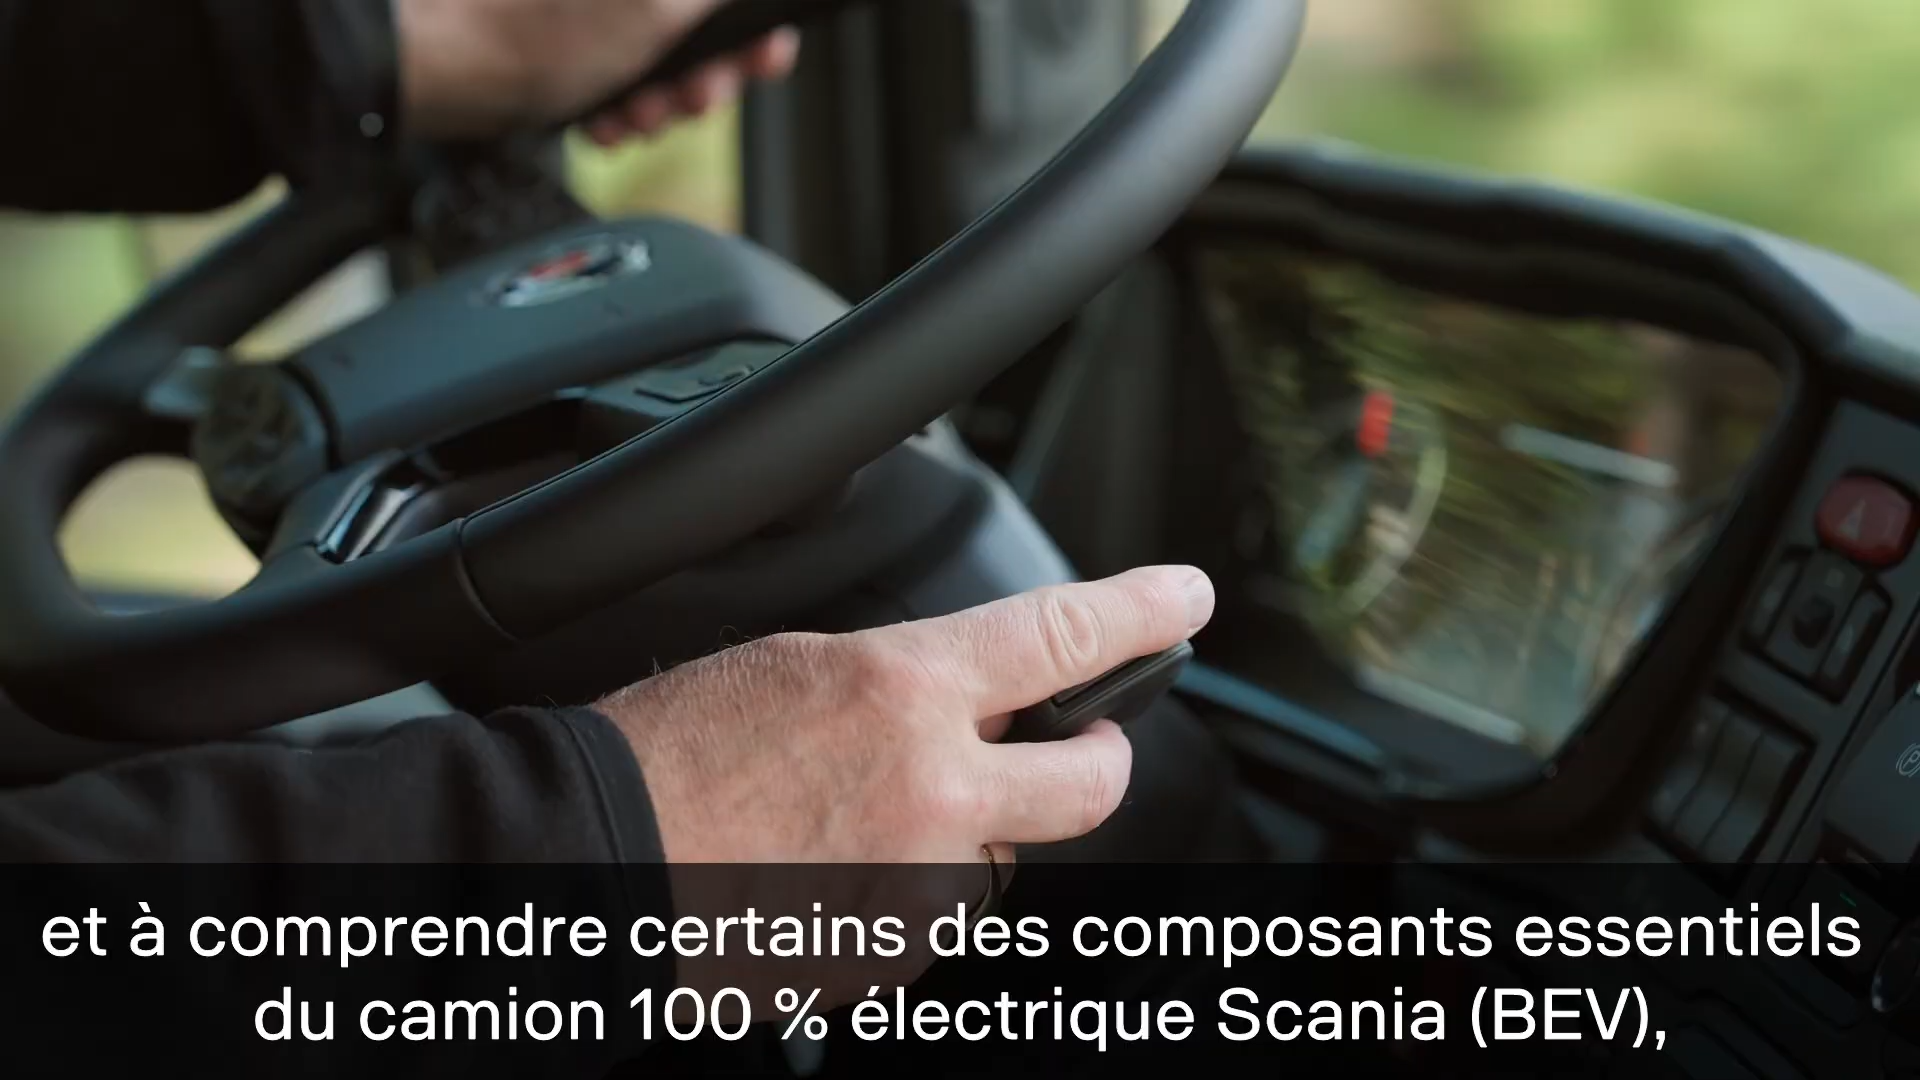 et à comprendre certains des composants essentiels
du camion 100 % électrique Scania (BEV),